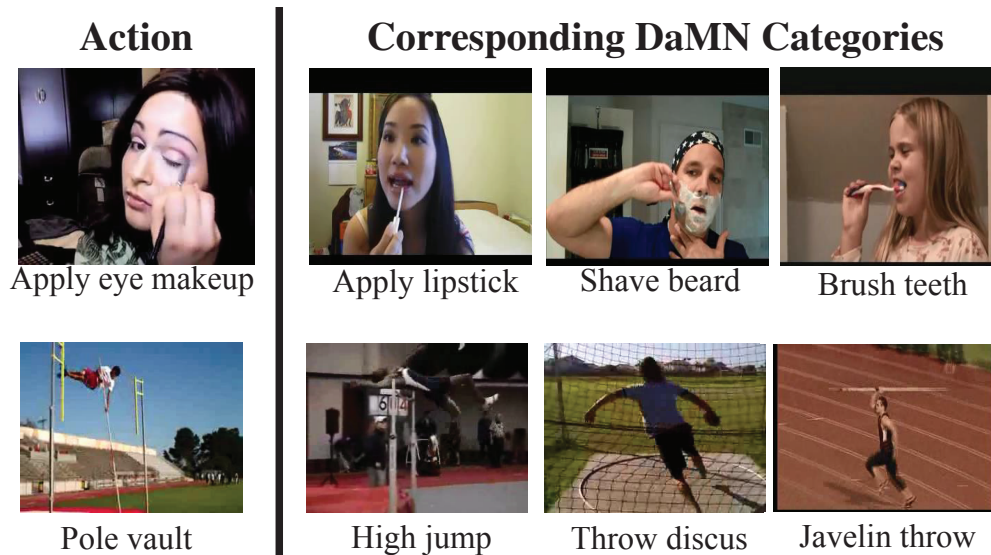 Action
Corresponding DaMN Categories
Apply eye makeup
Apply lipstick
Shave beard
Brush teeth
Pole vault
High jump
Throw discus
Javelin throw